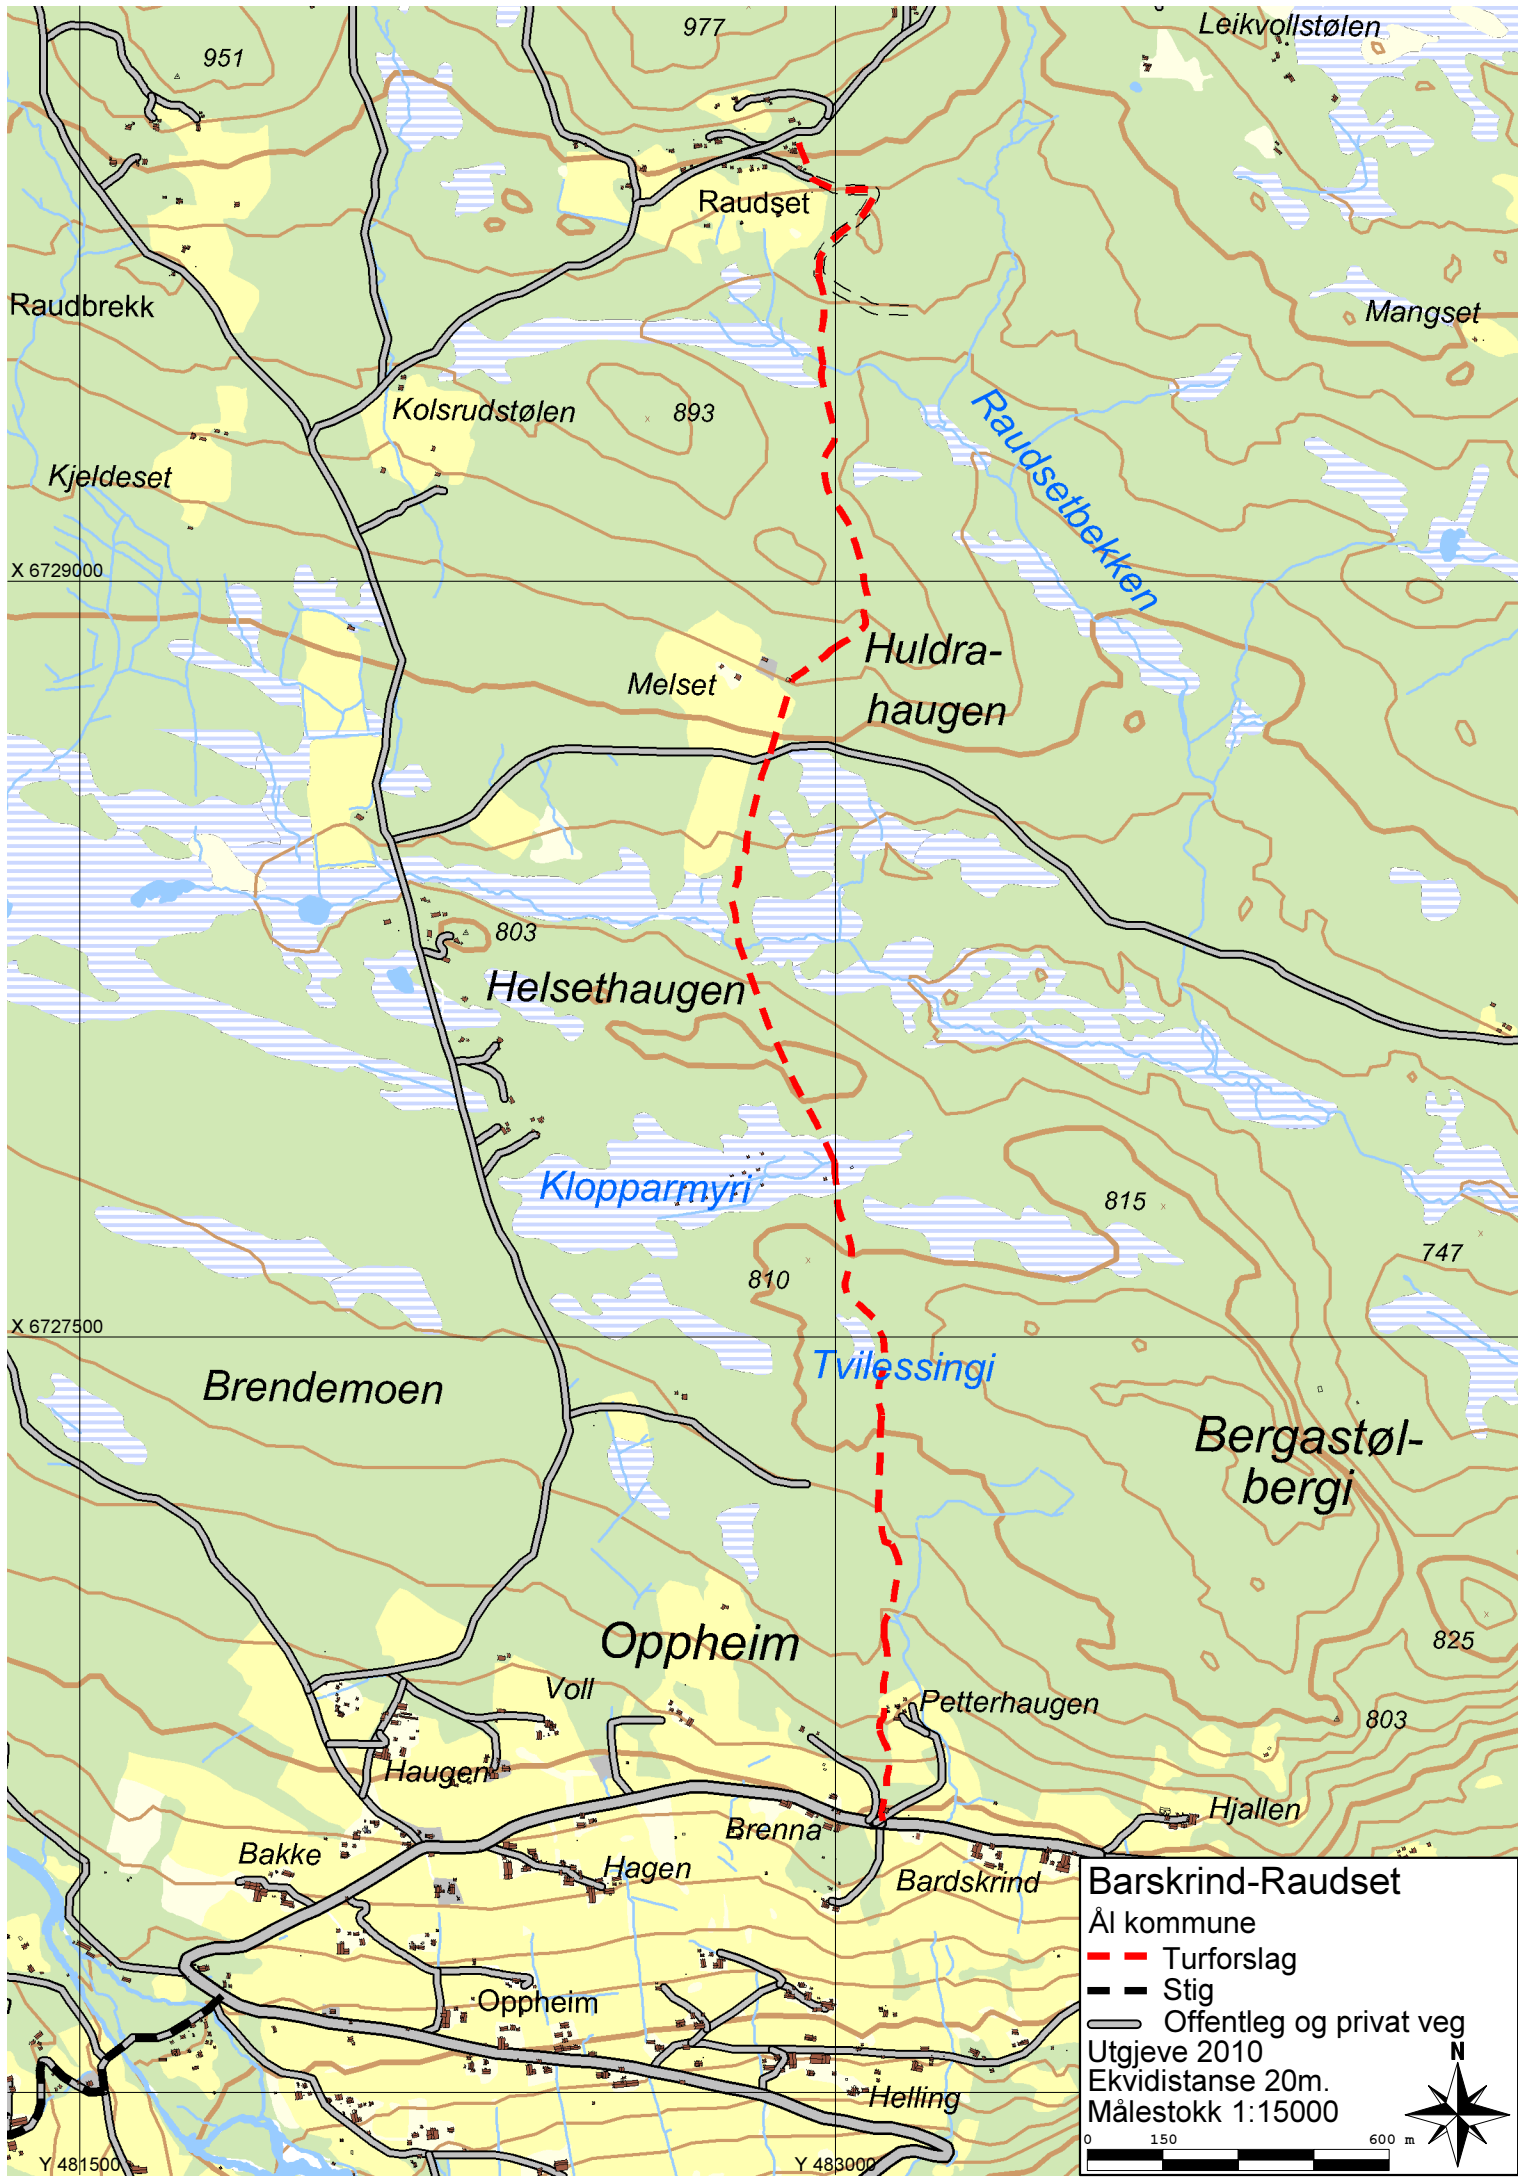 977
Leikvollstølen
951
Raudset
Raudbrekk
Mangset
Kolsrudstølen
893
Kjeldeset
Raudsetbekken
X 6729000
Huldra-
haugen
Melset
803
Helsethaugen
Klopparmyri
815
747
810
X 6727500
Tvilessingi
Brendemoen
Bergastøl-
bergi
Oppheim
825
Voll
Petterhaugen
803
Haugen
Hjallen
Brenna
Bakke
Hagen
Bardskrind
Oppheim
Helling
Y 481500
Y 483000
Barskrind-Raudset
Ål kommune
Turforslag
Stig
Offentleg og privat veg
Utgjeve 2010
Ekvidistanse 20m.
Målestokk 1:15000
N
0 150 600 m